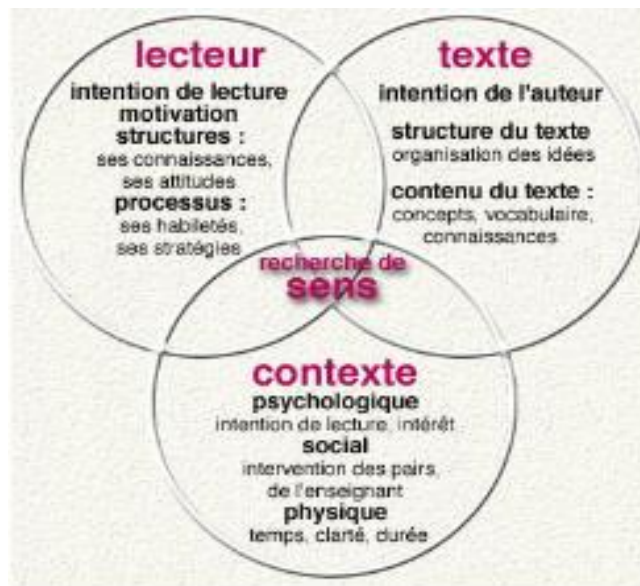 lecteur
intention de lecture
motivation
structures :
ses connaissances,
ses attitudes
processus :
ses habiletés,
ses stratégies
texte
intention de l'auteur
structure du texte
organisation des idées
contenu du texte :
concepts, vocabulaire,
connaissances
recherche de
sens
contexte
psychologique
intention de lecture, intérêt
social
intervention des pairs,
de l'enseignant
physique
temps, clarté, durée